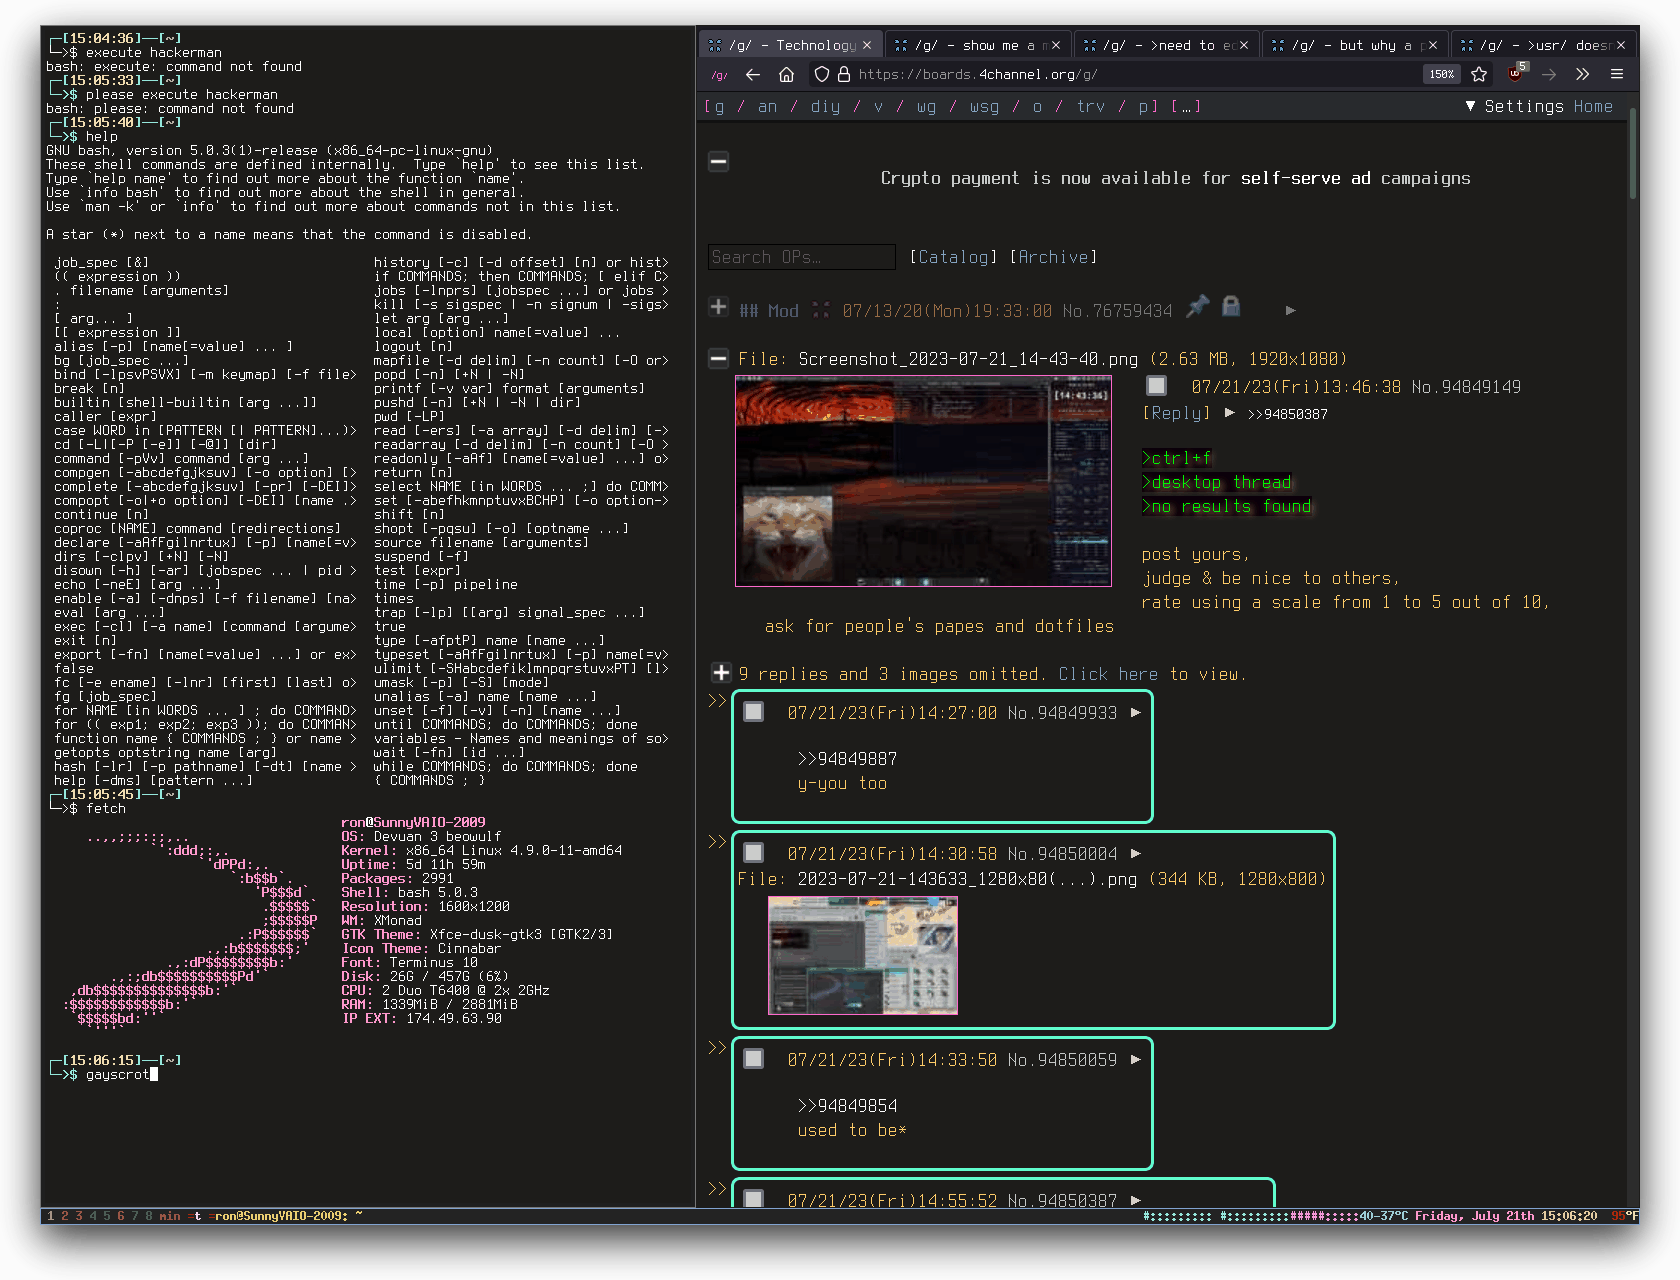 ┌─[15:04:36]──[~]
└─>$ execute hackerman
bash: execute: command not found
┌─[15:05:33]──[~]
└─>$ please execute hackerman
bash: please: command not found
┌─[15:05:40]──[~]
└─>$ help
GNU bash, version 5.0.3(1)-release (x86_64-pc-linux-gnu)
These shell commands are defined internally.  Type `help' to see this list.
Type `help name' to find out more about the function `name'.
Use `info bash' to find out more about the shell in general.
Use `man -k' or `info' to find out more about commands not in this list.
A star (*) next to a name means that the command is disabled.
job_spec [&]                            history [-c] [-d offset] [n] or hist>
(( expression ))                        if COMMANDS; then COMMANDS; [ elif C>
. filename [arguments]                  jobs [-lnprs] [jobspec ...] or jobs >
:                                       kill [-s sigspec | -n signum | -sigs>
[ arg... ]                              let arg [arg ...]
[[ expression ]]                        local [option] name[=value] ...
alias [-p] [name[=value] ... ]          logout [n]
bg [job_spec ...]                       mapfile [-d delim] [-n count] [-O or>
bind [-lpsvPSVX] [-m keymap] [-f file>  popd [-n] [+N | -N]
break [n]                               printf [-v var] format [arguments]
builtin [shell-builtin [arg ...]]       pushd [-n] [+N | -N | dir]
caller [expr]                           pwd [-LP]
case WORD in [PATTERN [| PATTERN]...)>  read [-ers] [-a array] [-d delim] [->
cd [-L|[-P [-e]] [-@]] [dir]            readarray [-d delim] [-n count] [-O >
command [-pVv] command [arg ...]        readonly [-aAf] [name[=value] ...] o>
compgen [-abcdefgjksuv] [-o option] [>  return [n]
complete [-abcdefgjksuv] [-pr] [-DEI]>  select NAME [in WORDS ... ;] do COMM>
compopt [-o|+o option] [-DEI] [name .>  set [-abefhkmnptuvxBCHP] [-o option->
continue [n]                            shift [n]
coproc [NAME] command [redirections]    shopt [-pqsu] [-o] [optname ...]
declare [-aAfFgilnrtux] [-p] [name[=v>  source filename [arguments]
dirs [-clpv] [+N] [-N]                  suspend [-f]
disown [-h] [-ar] [jobspec ... | pid >  test [expr]
echo [-neE] [arg ...]                   time [-p] pipeline
enable [-a] [-dnps] [-f filename] [na>  times
eval [arg ...]                          trap [-lp] [[arg] signal_spec ...]
exec [-cl] [-a name] [command [argume>  true
exit [n]                                type [-afptP] name [name ...]
export [-fn] [name[=value] ...] or ex>  typeset [-aAfFgilnrtux] [-p] name[=v>
false                                   ulimit [-SHabcdefiklmnpqrstuvxPT] [l>
fc [-e ename] [-lnr] [first] [last] o>  umask [-p] [-S] [mode]
fg [job_spec]                           unalias [-a] name [name ...]
for NAME [in WORDS ... ] ; do COMMAND>  unset [-f] [-v] [-n] [name ...]
for (( exp1; exp2; exp3 )); do COMMAN>  until COMMANDS; do COMMANDS; done
function name { COMMANDS ; } or name >  variables - Names and meanings of so>
getopts optstring name [arg]            wait [-fn] [id ...]
hash [-lr] [-p pathname] [-dt] [name >  while COMMANDS; do COMMANDS; done
help [-dms] [pattern ...]               { COMMANDS ; }
┌─[15:05:45]──[~]
└─>$ fetch
ron@SunnyVAIO-2009
OS: Devuan 3 beowulf
Kernel: x86_64 Linux 4.9.0-11-amd64
Uptime: 5d 11h 59m
Packages: 2991
Shell: bash 5.0.3
Resolution: 1600x1200
WM: XMonad
GTK Theme: Xfce-dusk-gtk3 [GTK2/3]
Icon Theme: Cinnabar
Font: Terminus 10
Disk: 26G / 457G (6%)
CPU: 2 Duo T6400 @ 2x 2GHz
RAM: 1339MiB / 2881MiB
IP EXT: 174.49.63.90
┌─[15:06:15]──[~]
└─>$ gayscrot
/g/ - Technology × /g/ - show me a m × /g/ - >need to ed × /g/ - but why a p × /g/ - >usr/ doesn ×
/g/ https://boards.4channel.org/g/ 150% 5
[g / an / diy / v / wg / wsg / o / trv / p] […] ▼ Settings Home
Crypto payment is now available for self-serve ad campaigns
Search OPs… [Catalog] [Archive]
## Mod 07/13/20(Mon)19:33:00 No.76759434 ▶
File: Screenshot_2023-07-21_14-43-40.png (2.63 MB, 1920x1080)
[14:43:36]
07/21/23(Fri)13:46:38 No.94849149
[Reply] ▶ >>94850387
>ctrl+f
>desktop thread
>no results found
post yours,
judge & be nice to others,
rate using a scale from 1 to 5 out of 10,
ask for people's papes and dotfiles
9 replies and 3 images omitted. Click here to view.
>> 07/21/23(Fri)14:27:00 No.94849933 ▶
>>94849887
y-you too
>> 07/21/23(Fri)14:30:58 No.94850004 ▶
File: 2023-07-21-143633_1280x80(...).png (344 KB, 1280x800)
>> 07/21/23(Fri)14:33:50 No.94850059 ▶
>>94849854
used to be*
>> 07/21/23(Fri)14:55:52 No.94850387 ▶
1 2 3 4 5 6 7 8 min =t =ron@SunnyVAIO-2009: ~
#::::::::: #:::::::::#####:::::40-37°C Friday, July 21th 15:06:20 95°F